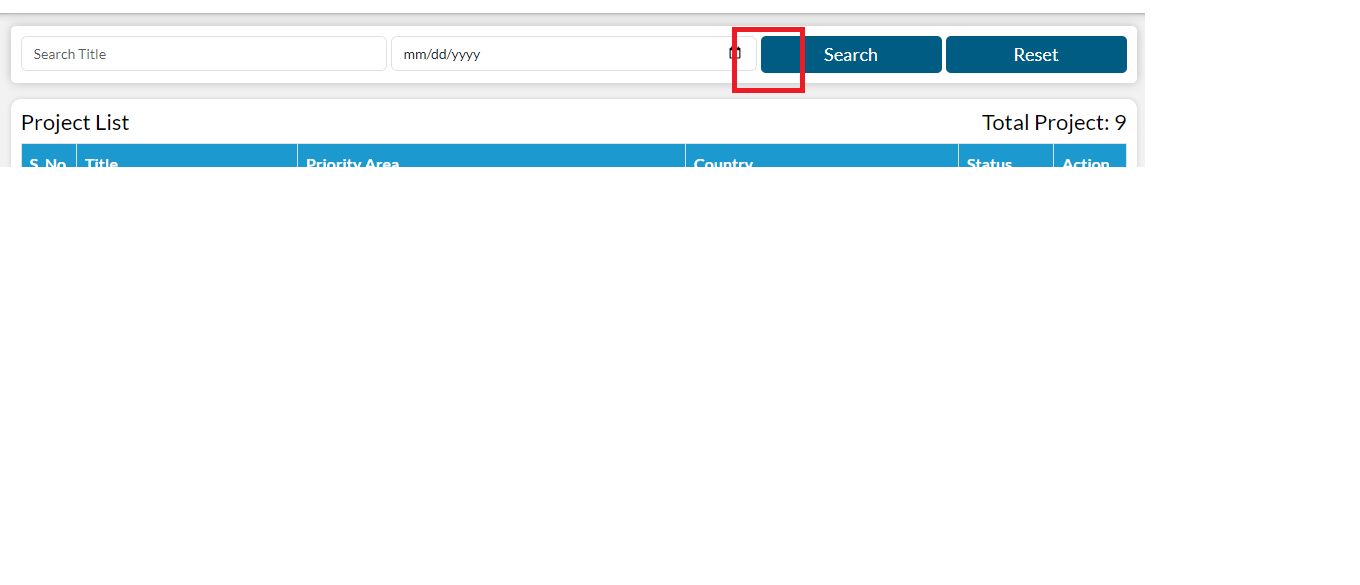 Search Title mm/dd/yyyy Search Reset
Project List Total Project: 9
S. No Title Priority Area Country Status Action